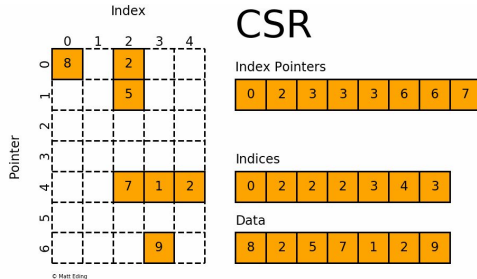 Index
CSR
0 1 2 3 4
Index Pointers
0 8 2
0 2 3 3 3 6 6 7
1 5
2
Indices
3
Pointer
4 7 1 2
0 2 2 2 3 4 3
5
Data
6 9
8 2 5 7 1 2 9
© Matt Eding